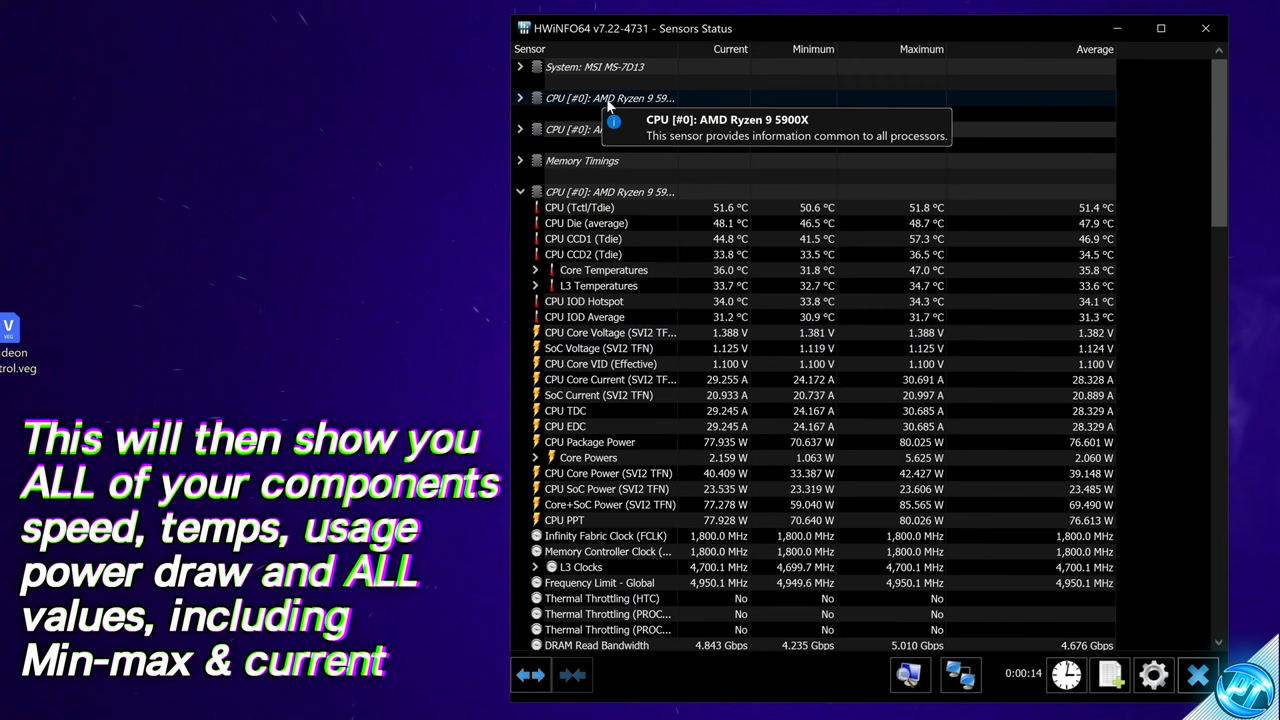 HWiNFO64 v7.22-4731 - Sensors Status
Sensor Current Minimum Maximum Average
System: MSI MS-7D13
CPU [#0]: AMD Ryzen 9 59...
CPU [#0]: AMD Ryzen 9 5900X
This sensor provides information common to all processors.
CPU [#0]: A
Memory Timings
CPU [#0]: AMD Ryzen 9 59...
CPU (Tctl/Tdie) 51.6 °C 50.6 °C 51.8 °C 51.4 °C
CPU Die (average) 48.1 °C 46.5 °C 48.7 °C 47.9 °C
CPU CCD1 (Tdie) 44.8 °C 41.5 °C 57.3 °C 46.9 °C
CPU CCD2 (Tdie) 33.8 °C 33.5 °C 36.5 °C 34.5 °C
Core Temperatures 36.0 °C 31.8 °C 47.0 °C 35.8 °C
L3 Temperatures 33.7 °C 32.7 °C 34.7 °C 33.6 °C
CPU IOD Hotspot 34.0 °C 33.8 °C 34.3 °C 34.1 °C
CPU IOD Average 31.2 °C 30.9 °C 31.7 °C 31.3 °C
CPU Core Voltage (SVI2 TF... 1.388 V 1.381 V 1.388 V 1.382 V
SoC Voltage (SVI2 TFN) 1.125 V 1.119 V 1.125 V 1.124 V
CPU Core VID (Effective) 1.100 V 1.100 V 1.100 V 1.100 V
CPU Core Current (SVI2 TF... 29.255 A 24.172 A 30.691 A 28.328 A
SoC Current (SVI2 TFN) 20.933 A 20.737 A 20.997 A 20.889 A
CPU TDC 29.245 A 24.167 A 30.685 A 28.329 A
CPU EDC 29.245 A 24.167 A 30.685 A 28.329 A
CPU Package Power 77.935 W 70.637 W 80.025 W 76.601 W
Core Powers 2.159 W 1.063 W 5.625 W 2.060 W
CPU Core Power (SVI2 TFN) 40.409 W 33.387 W 42.427 W 39.148 W
CPU SoC Power (SVI2 TFN) 23.535 W 23.319 W 23.606 W 23.485 W
Core+SoC Power (SVI2 TFN) 77.278 W 59.040 W 85.565 W 69.490 W
CPU PPT 77.928 W 70.640 W 80.026 W 76.613 W
Infinity Fabric Clock (FCLK) 1,800.0 MHz 1,800.0 MHz 1,800.0 MHz 1,800.0 MHz
Memory Controller Clock (... 1,800.0 MHz 1,800.0 MHz 1,800.0 MHz 1,800.0 MHz
L3 Clocks 4,700.1 MHz 4,699.7 MHz 4,700.1 MHz 4,700.1 MHz
Frequency Limit - Global 4,950.1 MHz 4,949.6 MHz 4,950.1 MHz 4,950.1 MHz
Thermal Throttling (HTC) No No No
Thermal Throttling (PROC... No No No
Thermal Throttling (PROC... No No No
DRAM Read Bandwidth 4.843 Gbps 4.235 Gbps 5.010 Gbps 4.676 Gbps
0:00:14
V
VEG
deon
trol.veg
This will then show you
ALL of your components
speed, temps, usage
power draw and ALL
values, including
Min-max & current
PT